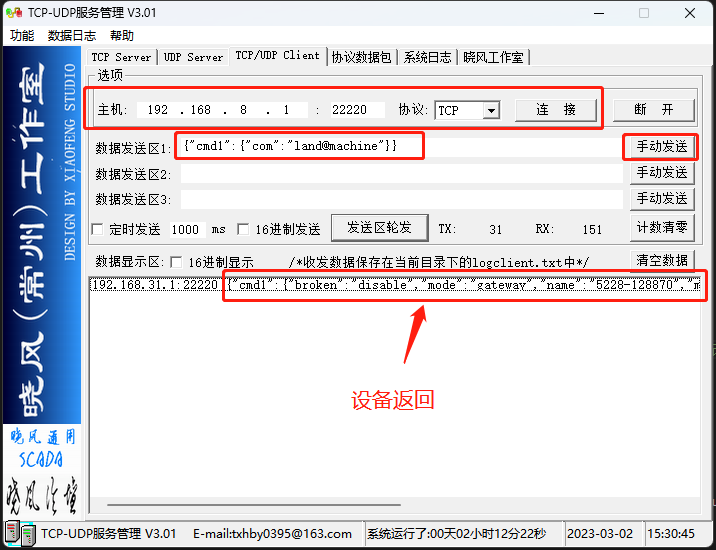 TCP-UDP服务管理 V3.01
功能 数据日志 帮助
TCP Server UDP Server TCP/UDP Client 协议数据包 系统日志 晓风工作室
选项
主机: 192 . 168 . 8 . 1 : 22220 协议: TCP 连 接 断 开
数据发送区1: {"cmd1":{"com":"land@machine"}} 手动发送
数据发送区2: 手动发送
数据发送区3: 手动发送
定时发送 1000 ms 16进制发送 发送区轮发 TX: 31 RX: 151 计数清零
数据显示区: 16进制显示 /*收发数据保存在当前目录下的logclient.txt中*/ 清空数据
192.168.31.1:22220 {"cmd1":{"broken":"disable","mode":"gateway","name":"5228-128870","m
设备返回
晓风(常州)工作室
DESIGN BY XIAOFENG STUDIO
晓风通用
SCADA
晓风论坛
TCP-UDP服务管理 V3.01 E-mail:txhby0395@163.com 系统运行了:00天02小时12分22秒 2023-03-02 15:30:45